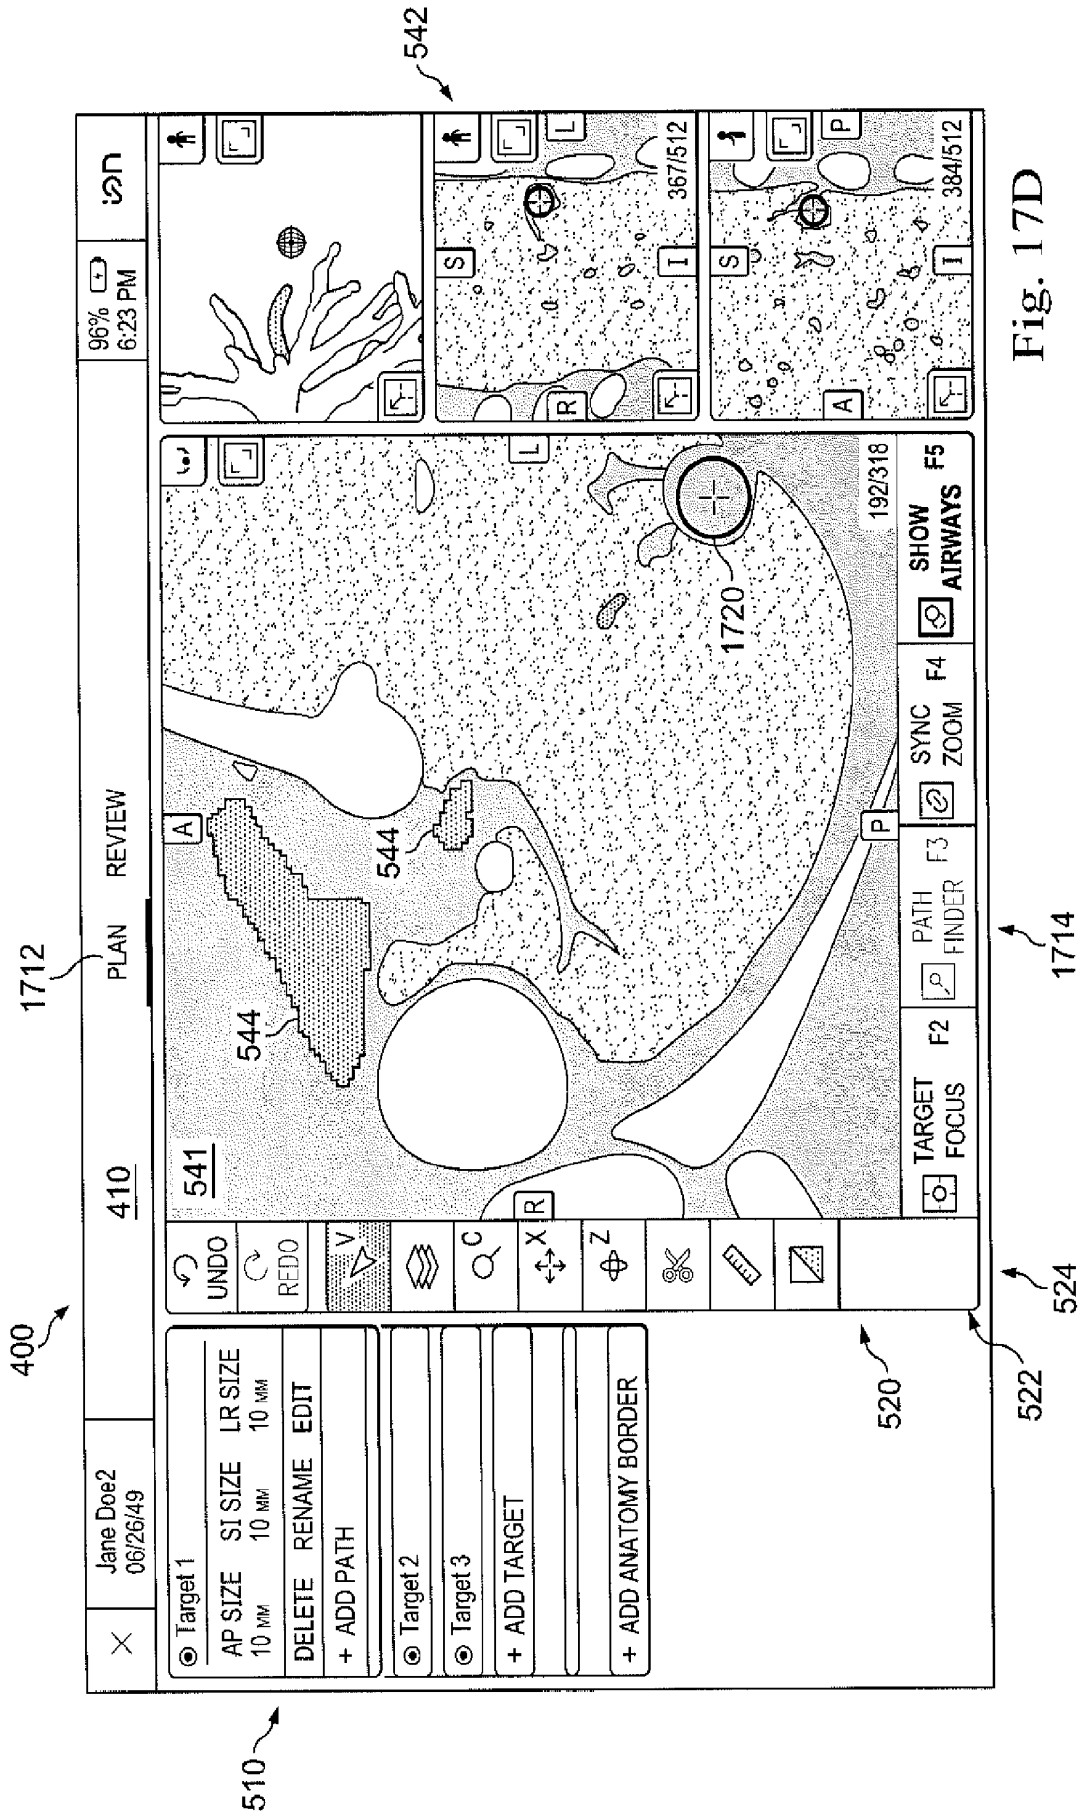 400
1712
542
Jane Doe2
06/26/49
410
PLAN
REVIEW
96%
6:23 PM
ion
510
Target 1
AP SIZE SI SIZE LR SIZE
10 MM 10 MM 10 MM
DELETE RENAME EDIT
+ ADD PATH
Target 2
Target 3
+ ADD TARGET
+ ADD ANATOMY BORDER
UNDO
REDO
V
C
X
Z
541
A
544
544
R
L
1720
P
192/318
S
R
L
I
367/512
S
A
P
I
384/512
TARGET
FOCUS F2
PATH
FINDER F3
SYNC
ZOOM F4
SHOW
AIRWAYS F5
520
522
524
1714
Fig. 17D